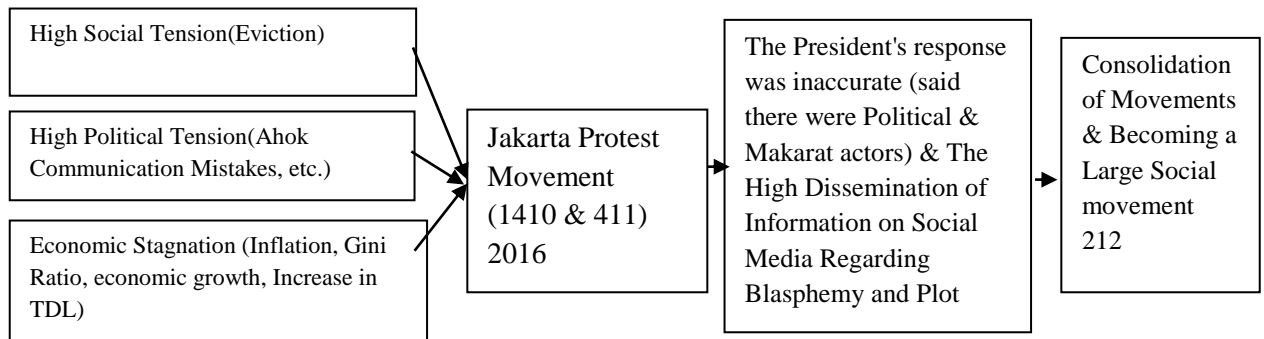 High Social Tension(Eviction)
High Political Tension(Ahok
Communication Mistakes, etc.)
Economic Stagnation (Inflation, Gini
Ratio, economic growth, Increase in
TDL)
Jakarta Protest
Movement
(1410 & 411)
2016
The President's response
was inaccurate (said
there were Political &
Makarat actors) & The
High Dissemination of
Information on Social
Media Regarding
Blasphemy and Plot
Consolidation
of Movements
& Becoming a
Large Social
movement
212